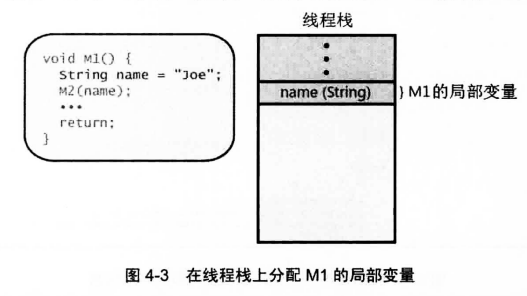 void M1() {
String name = "Joe";
M2(name);
...
return;
}
线程栈
name (String)
} M1的局部变量
图 4-3 在线程栈上分配 M1 的局部变量